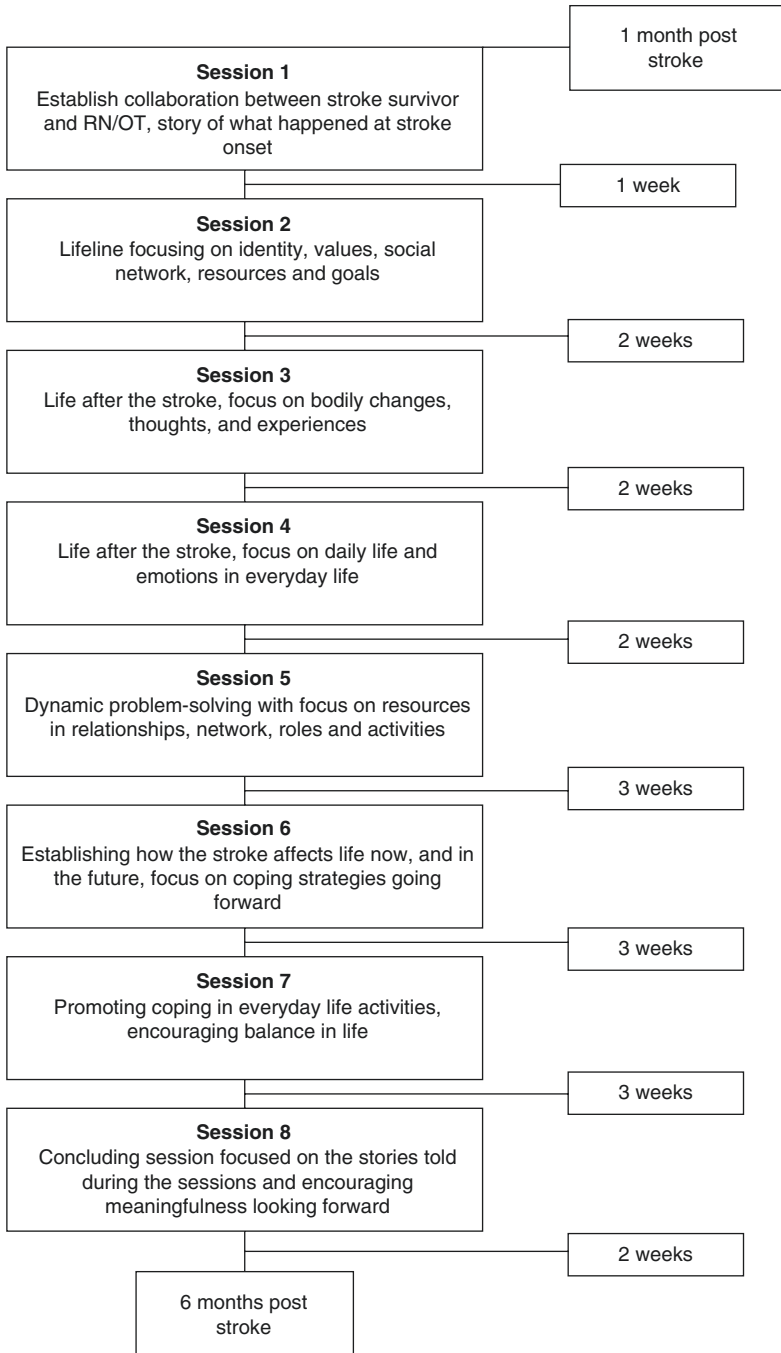 1 month post
stroke
Session 1
Establish collaboration between stroke survivor
and RN/OT, story of what happened at stroke
onset
1 week
Session 2
Lifeline focusing on identity, values, social
network, resources and goals
2 weeks
Session 3
Life after the stroke, focus on bodily changes,
thoughts, and experiences
2 weeks
Session 4
Life after the stroke, focus on daily life and
emotions in everyday life
2 weeks
Session 5
Dynamic problem-solving with focus on resources
in relationships, network, roles and activities
3 weeks
Session 6
Establishing how the stroke affects life now, and in
the future, focus on coping strategies going
forward
3 weeks
Session 7
Promoting coping in everyday life activities,
encouraging balance in life
3 weeks
Session 8
Concluding session focused on the stories told
during the sessions and encouraging
meaningfulness looking forward
2 weeks
6 months post
stroke